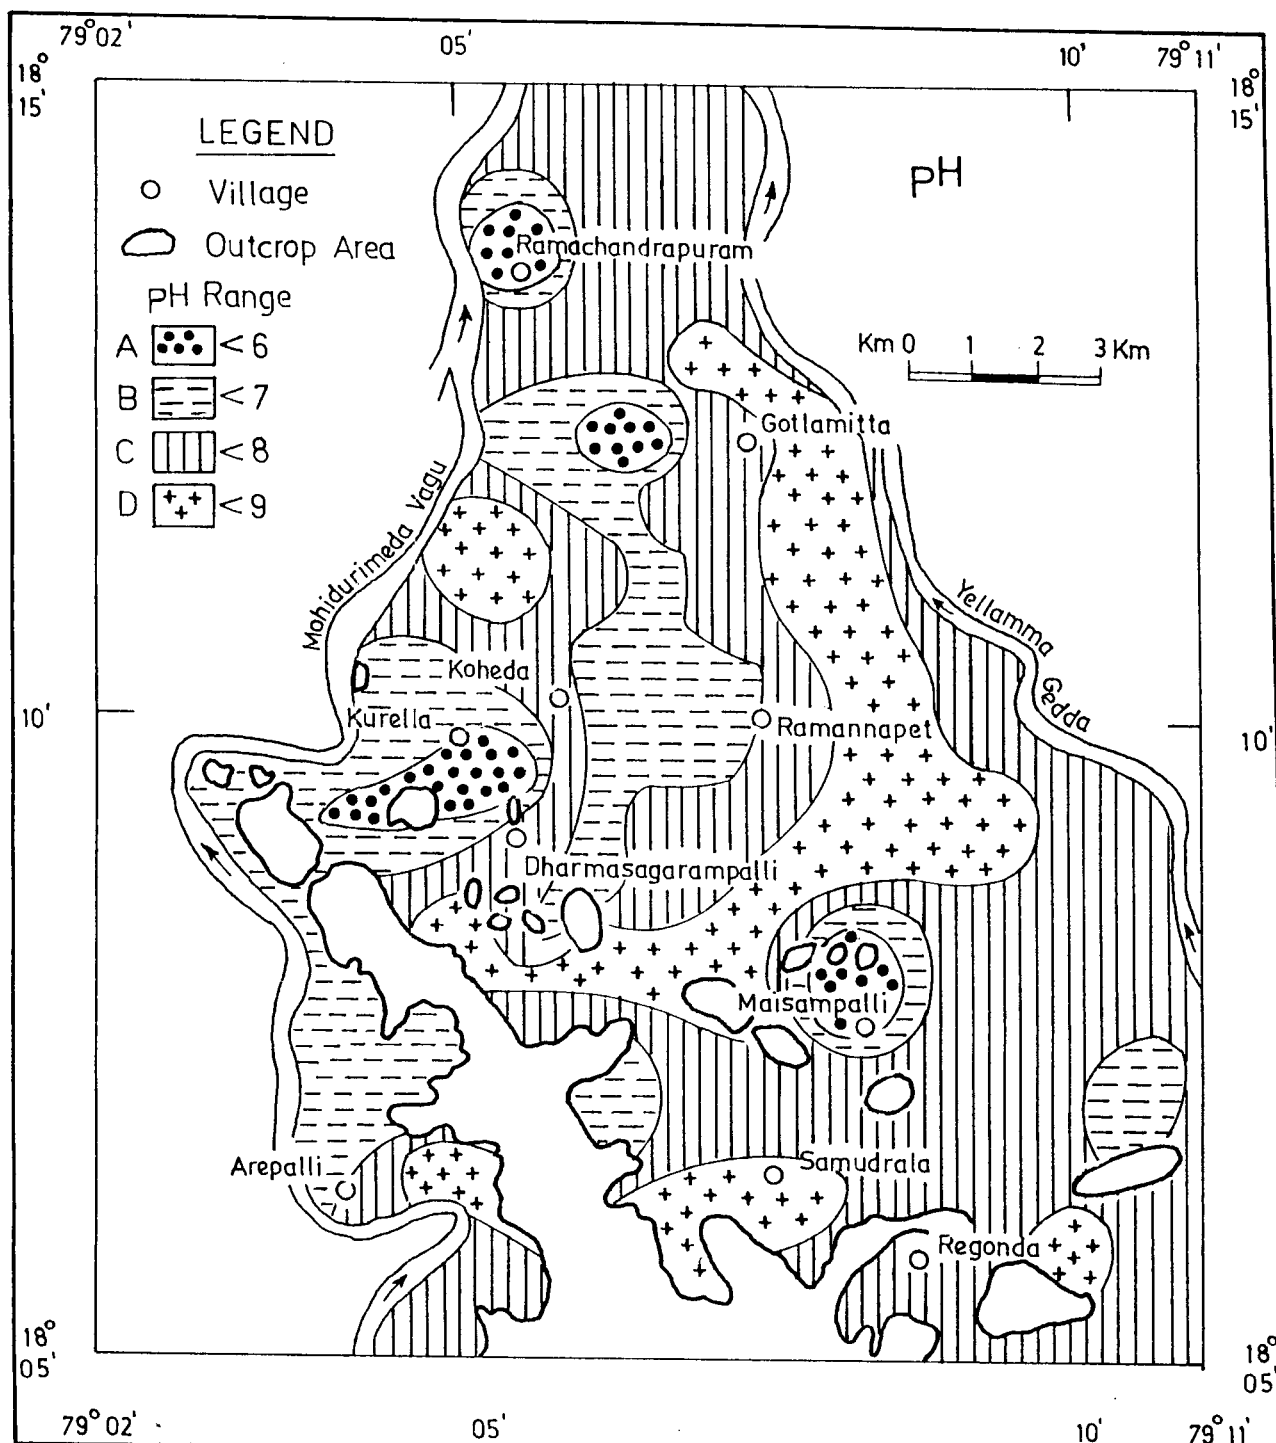 79° 02'
05'
10'
79° 11'
18°
15'
18°
15'
LEGEND
Village
Outcrop Area
pH Range
A <6
B <7
C <8
D <9
pH
Km 0 1 2 3 Km
Ramachandrapuram
Gotlamitta
Mohidurimeda Vagu
Yellamma Gedda
Koheda
Kurella
Ramannapet
10'
10'
Dharmasagarampalli
Maisampalli
Arepalli
Samudrala
Regonda
18°
05'
18°
05'
79° 02'
05'
10'
79° 11'